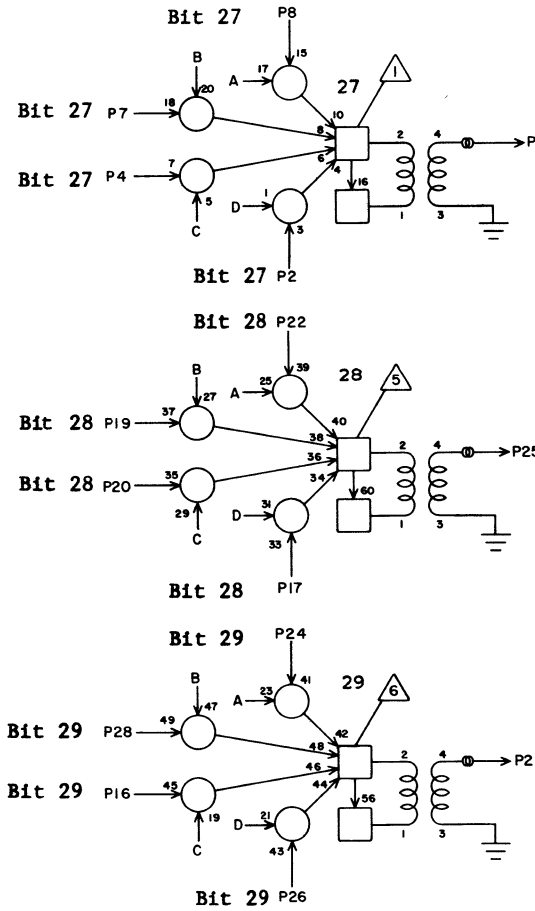 Bit 27 P8
B 17 15
20 A
27 1
Bit 27 P7 18 10
8 2 4 P
6
Bit 27 P4 7 4
16
5 D 1
C 3 1 3
Bit 27 P2
Bit 28 P22
B 39
A 25 28 5
27
Bit 28 P19 37 40
38 2 4 P25
36
Bit 28 P20 35 34
60
29 D 31
C 33 1 3
Bit 28 P17
Bit 29 P24
B 41
A 23 29 6
47
Bit 29 P28 49 42
48 2 4 P2
46
Bit 29 P16 45 44
56
19 D 21
C 43 1 3
Bit 29 P26